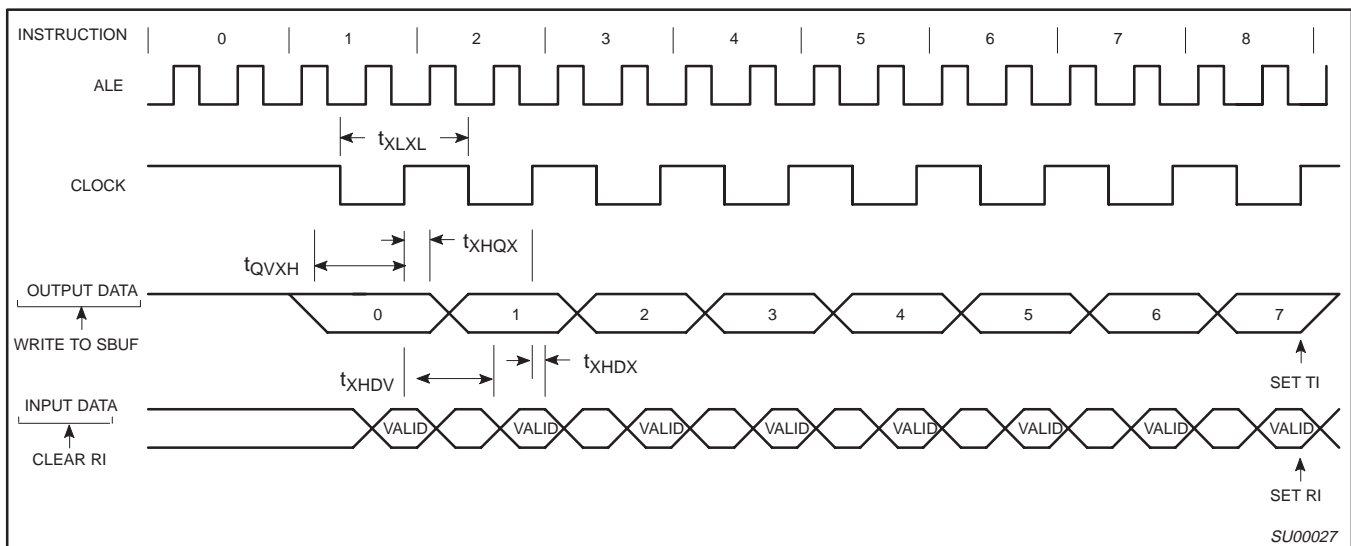 INSTRUCTION 0 1 2 3 4 5 6 7 8
ALE
tXLXL
CLOCK
tXHQX
tQVXH
OUTPUT DATA
0 1 2 3 4 5 6 7
WRITE TO SBUF
tXHDX
tXHDV
SET TI
INPUT DATA
VALID VALID VALID VALID VALID VALID VALID VALID
CLEAR RI
SET RI
SU00027